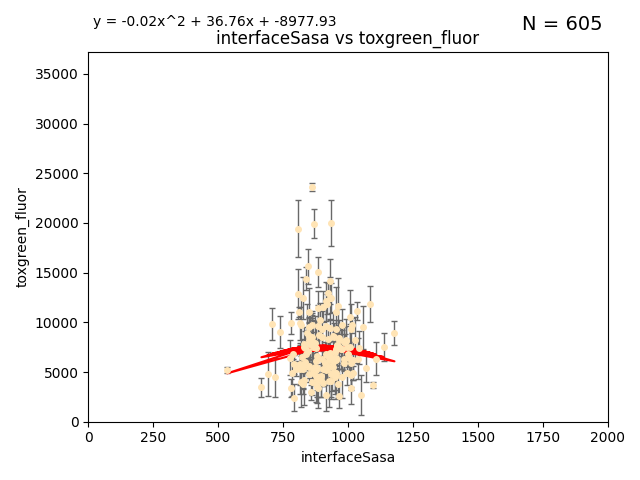 y = -0.02x^2 + 36.76x + -8977.93
N = 605
interfaceSasa vs toxgreen_fluor
toxgreen_fluor
35000
30000
25000
20000
15000
10000
5000
0
0 250 500 750 1000 1250 1500 1750 2000
interfaceSasa